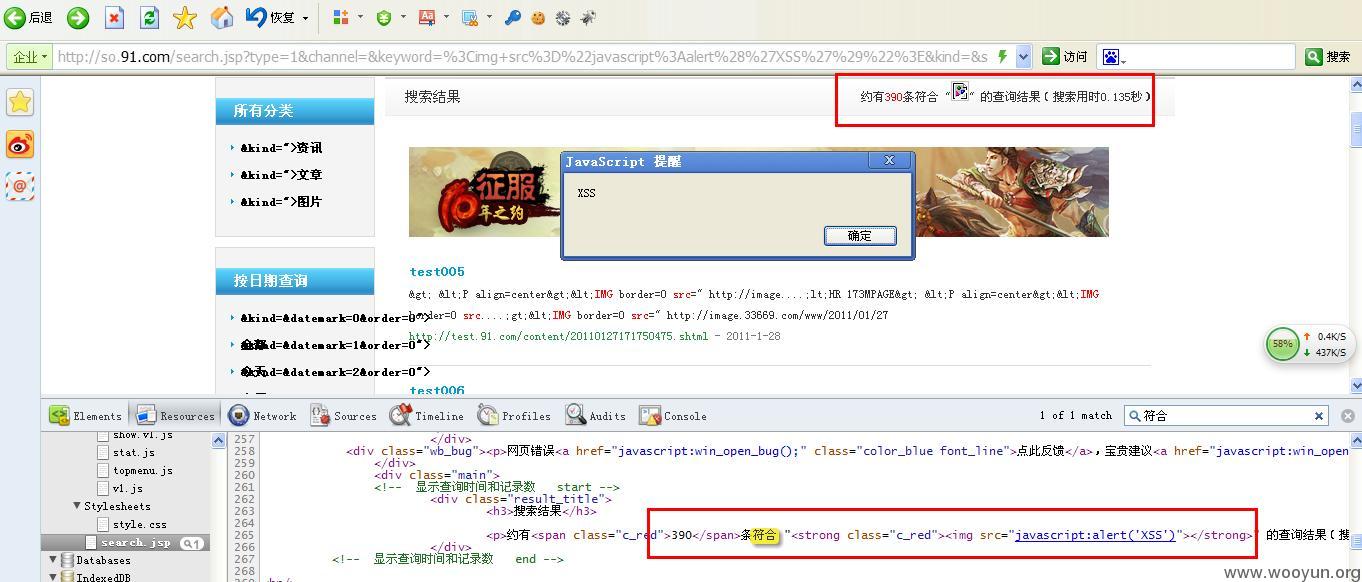 后退
恢复
企业
http://so.91.com/search.jsp?type=1&channel=&keyword=%3Cimg+src%3D%22javascript%3Aalert%28%27XSS%27%29%22%3E&kind=&s
访问
搜索
所有分类
&kind=">资讯
&kind=">文章
&kind=">图片
按日期查询
&kind=&datemark=0&order=0">
&kind=&datemark=1&order=0">
&kind=&datemark=2&order=0">
搜索结果
约有390条符合 " " 的查询结果(搜索用时0.135秒)
征服
年之约
JavaScript 提醒
X
XSS
确定
test005
&gt; &lt;P align=center&gt;&lt;IMG border=0 src=" http://image....;lt;HR 173MPAGE&gt; &lt;P align=center&gt;&lt;IMG
border=0 src....;gt;&lt;IMG border=0 src=" http://image.33669.com/www/2011/01/27
http://test.91.com/content/20110127171750475.shtml - 2011-1-28
test006
58%
0.4K/S
437K/S
Elements
Resources
Network
Sources
Timeline
Profiles
Audits
Console
1 of 1 match
符合
show.v1.js
stat.js
topmenu.js
v1.js
Stylesheets
style.css
search.jsp 1
Databases
IndexedDB
257 </div>
258 <div class="wb_bug"><p>网页错误<a href="javascript:win_open_bug();" class="color_blue font_line">点此反馈</a>，宝贵建议<a href="javascript:win_open
259 </div>
260 <div class="main">
261 <!-- 显示查询时间和记录数 start -->
262 <div class="result_title">
263 <h3>搜索结果</h3>
264
265 <p>约有<span class="c_red">390</span>条符合 "<strong class="c_red"><img src="javascript:alert('XSS')"></strong>" 的查询结果(搜
266 </div>
267 <!-- 显示查询时间和记录数 end -->
268
www.wooyun.org